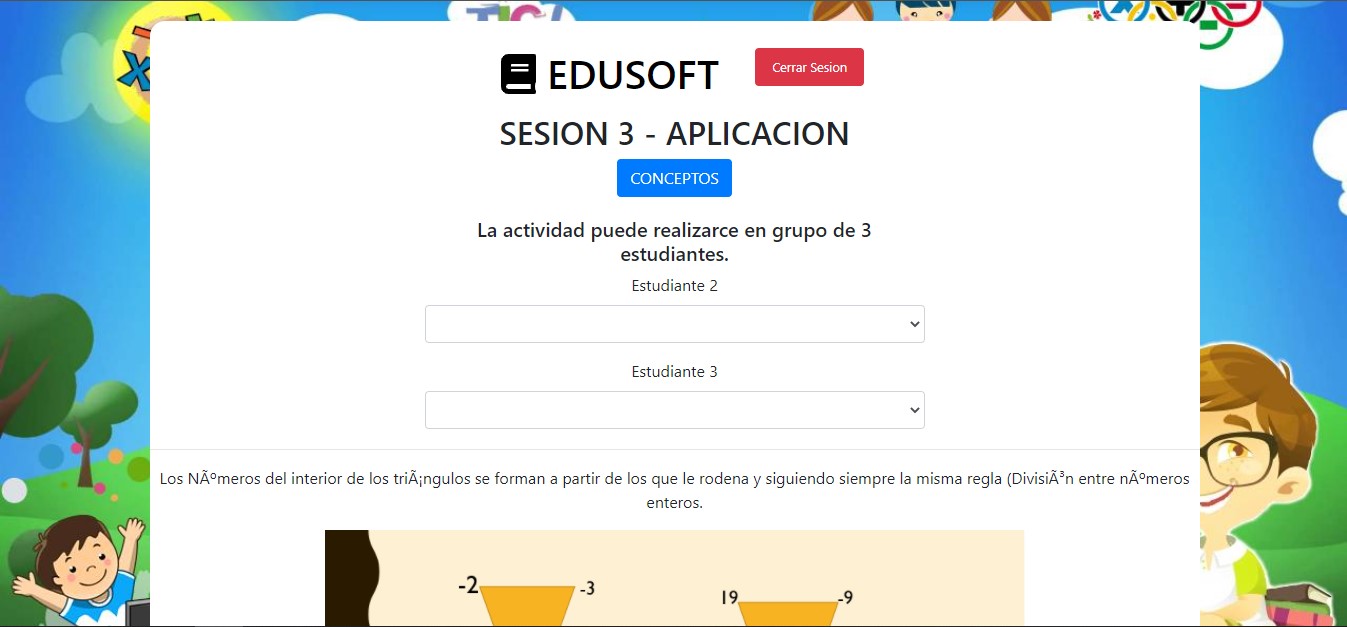 TIC
EDUSOFT
Cerrar Sesion
SESION 3 - APLICACION
CONCEPTOS
La actividad puede realizarce en grupo de 3
estudiantes.
Estudiante 2
Estudiante 3
Los NÃºmeros del interior de los triÃ¡ngulos se forman a partir de los que le rodena y siguiendo siempre la misma regla (DivisiÃ³n entre nÃºmeros
enteros.
-2 -3 19 -9